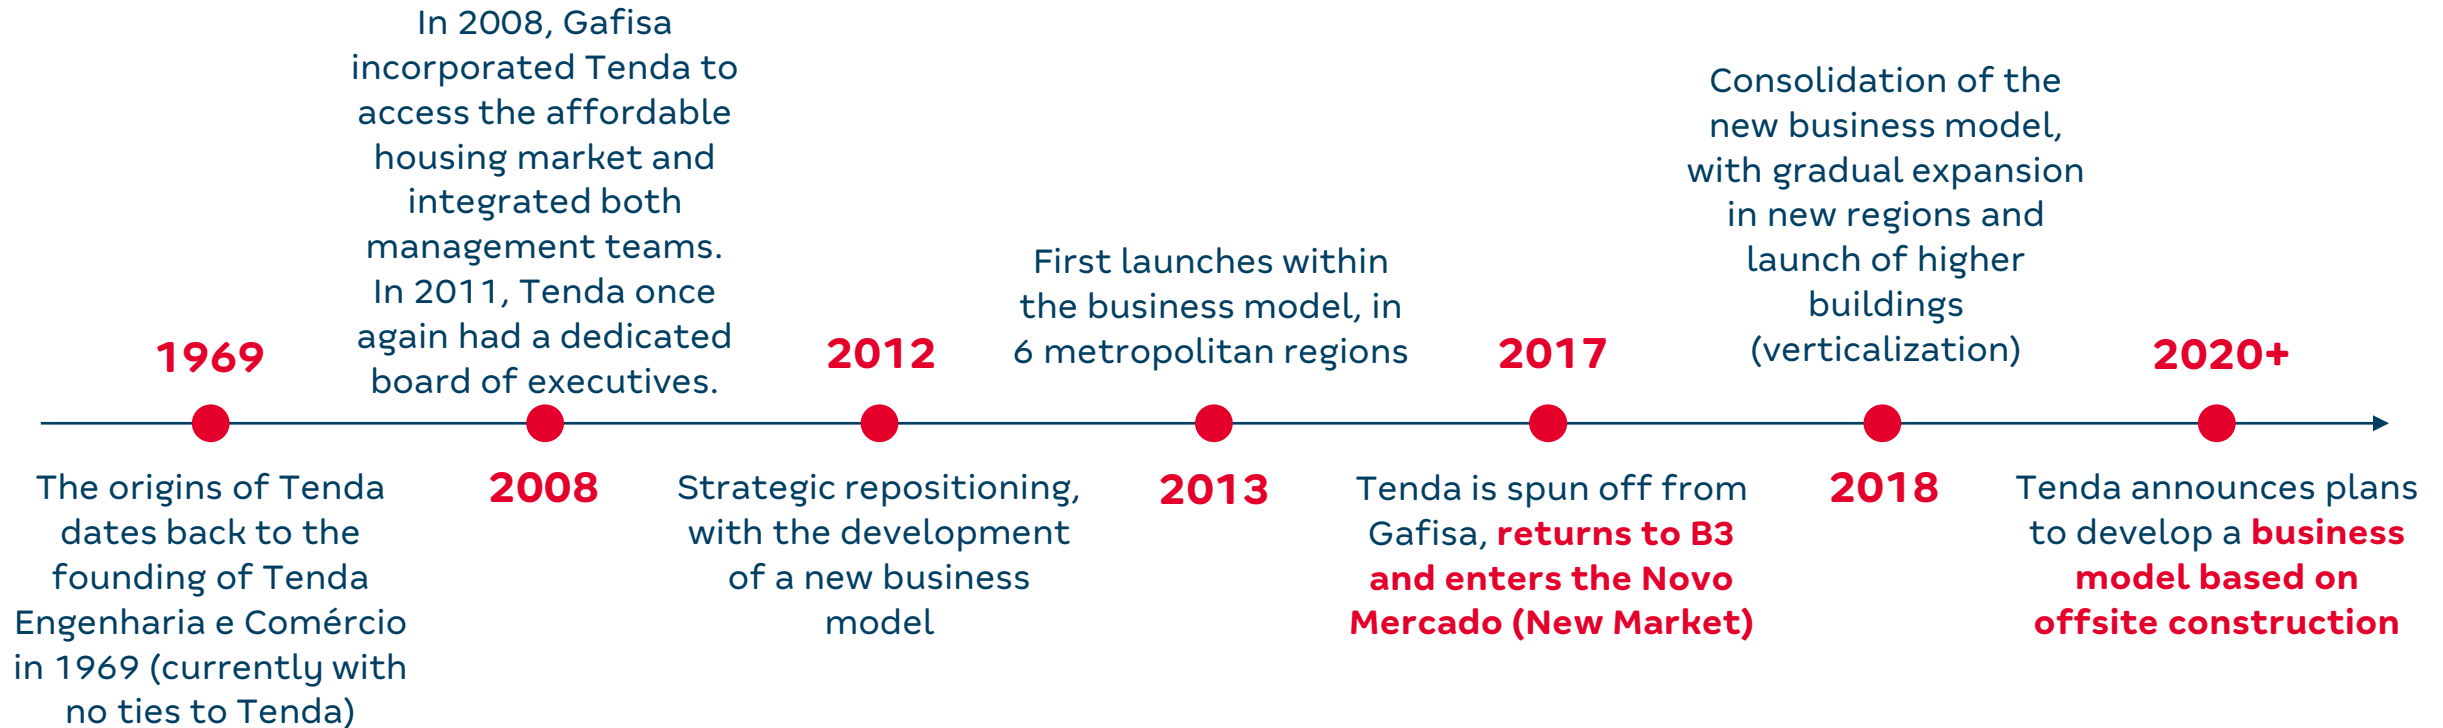 1969
The origins of Tenda
dates back to the
founding of Tenda
Engenharia e Comércio
in 1969 (currently with
no ties to Tenda)
In 2008, Gafisa
incorporated Tenda to
access the affordable
housing market and
integrated both
management teams.
In 2011, Tenda once
again had a dedicated
board of executives.
2008
2012
Strategic repositioning,
with the development
of a new business
model
First launches within
the business model, in
6 metropolitan regions
2013
2017
Tenda is spun off from
Gafisa, returns to B3
and enters the Novo
Mercado (New Market)
Consolidation of the
new business model,
with gradual expansion
in new regions and
launch of higher
buildings
(verticalization)
2018
2020+
Tenda announces plans
to develop a business
model based on
offsite construction